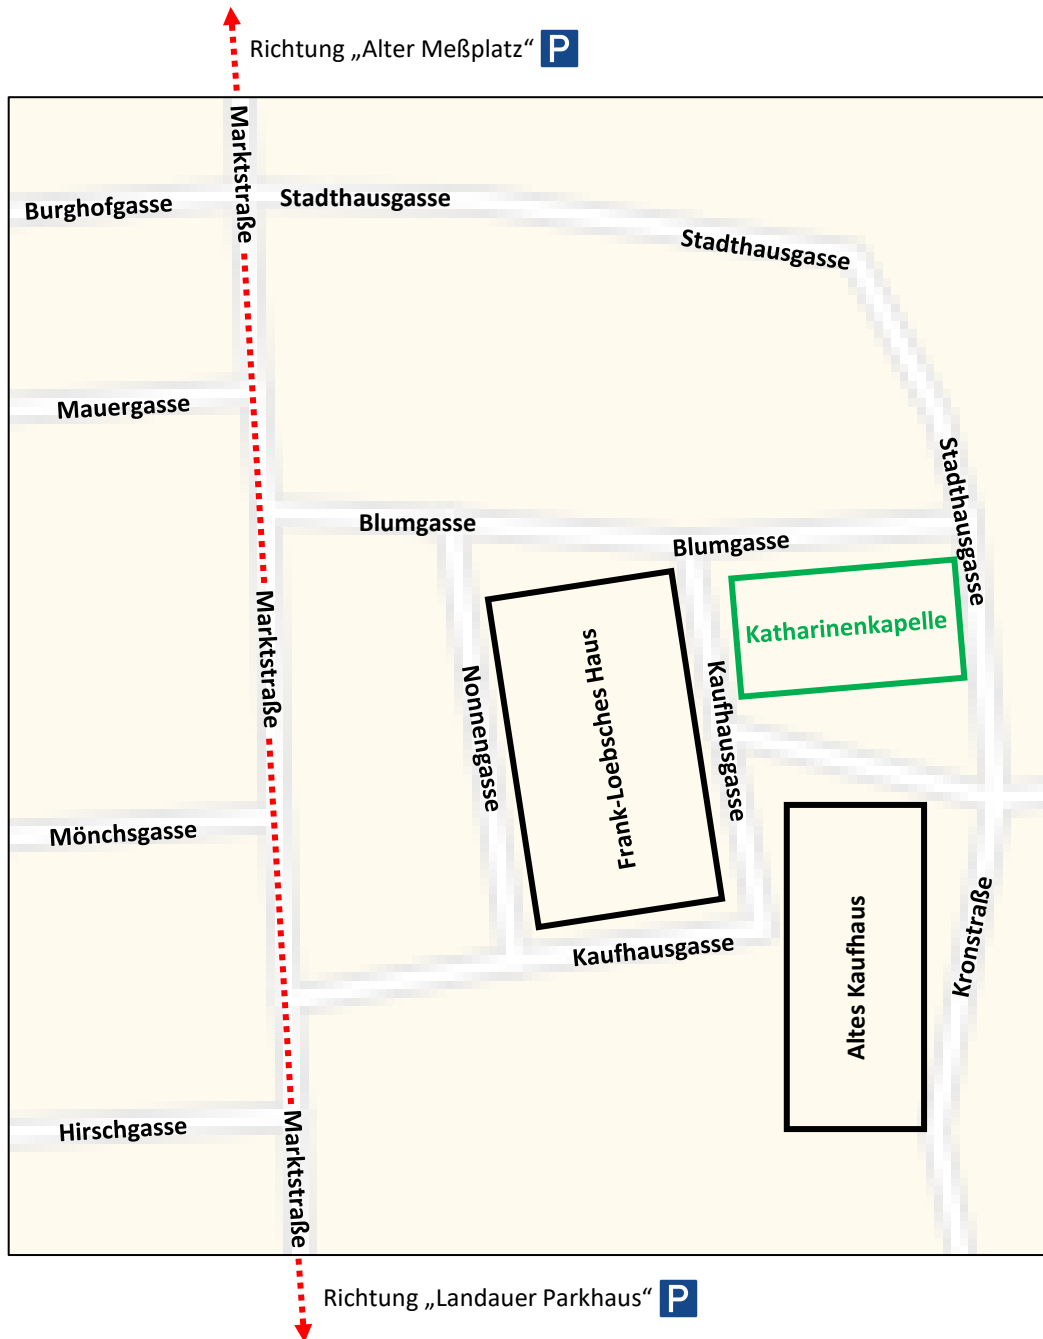 Richtung „Alter Meßplatz“ P
Marktstraße
Burghofgasse
Stadthausgasse
Stadthausgasse
Mauergasse
Stadthausgasse
Blumgasse
Blumgasse
Katharinenkapelle
Marktstraße
Nonnengasse
Frank-Loebsches Haus
Kaufhausgasse
Mönchsgasse
Kaufhausgasse
Altes Kaufhaus
Kronstraße
Hirschgasse
Marktstraße
Richtung „Landauer Parkhaus“ P